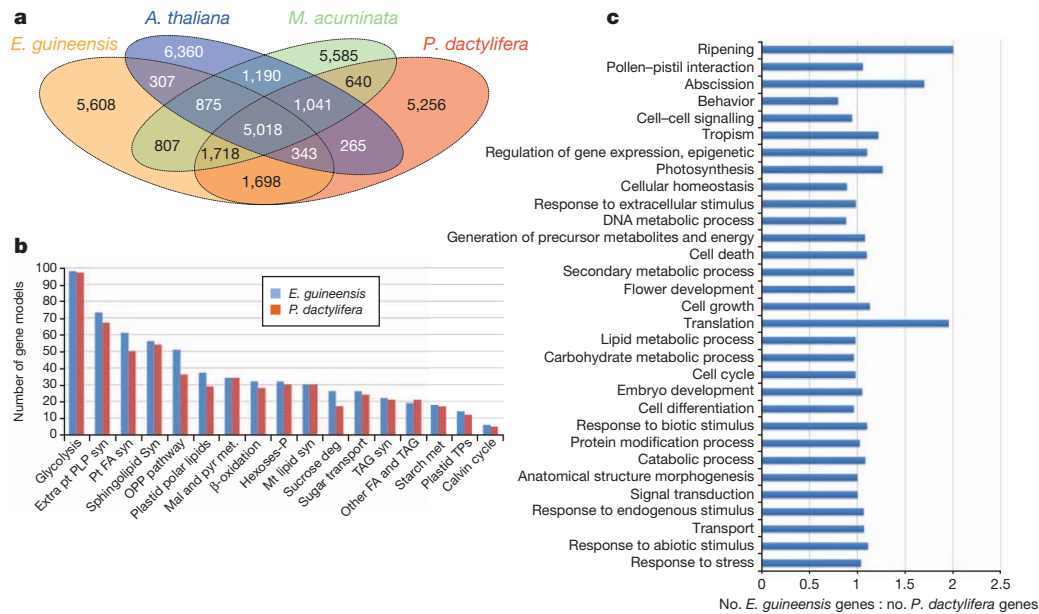 a
A. thaliana
M. acuminata
E. guineensis
P. dactylifera
6,360
5,585
307
1,190
640
5,608
875
1,041
5,256
5,018
807
1,718
343
265
1,698
b
Number of gene models
100
90
80
70
60
50
40
30
20
10
0
E. guineensis
P. dactylifera
Glycolysis
Extra pt PLP syn
Pt FA syn
Sphingolipid Syn
OPP pathway
Plastid polar lipids
Mal and pyr met.
β-oxidation
Hexoses-P
Mt lipid syn
Sucrose deg
Sugar transport
TAG syn
Other FA and TAG
Starch met
Plastid TPs
Calvin cycle
c
Ripening
Pollen–pistil interaction
Abscission
Behavior
Cell–cell signalling
Tropism
Regulation of gene expression, epigenetic
Photosynthesis
Cellular homeostasis
Response to extracellular stimulus
DNA metabolic process
Generation of precursor metabolites and energy
Cell death
Secondary metabolic process
Flower development
Cell growth
Translation
Lipid metabolic process
Carbohydrate metabolic process
Cell cycle
Embryo development
Cell differentiation
Response to biotic stimulus
Protein modification process
Catabolic process
Anatomical structure morphogenesis
Signal transduction
Response to endogenous stimulus
Transport
Response to abiotic stimulus
Response to stress
0 0.5 1 1.5 2 2.5
No. E. guineensis genes : no. P. dactylifera genes